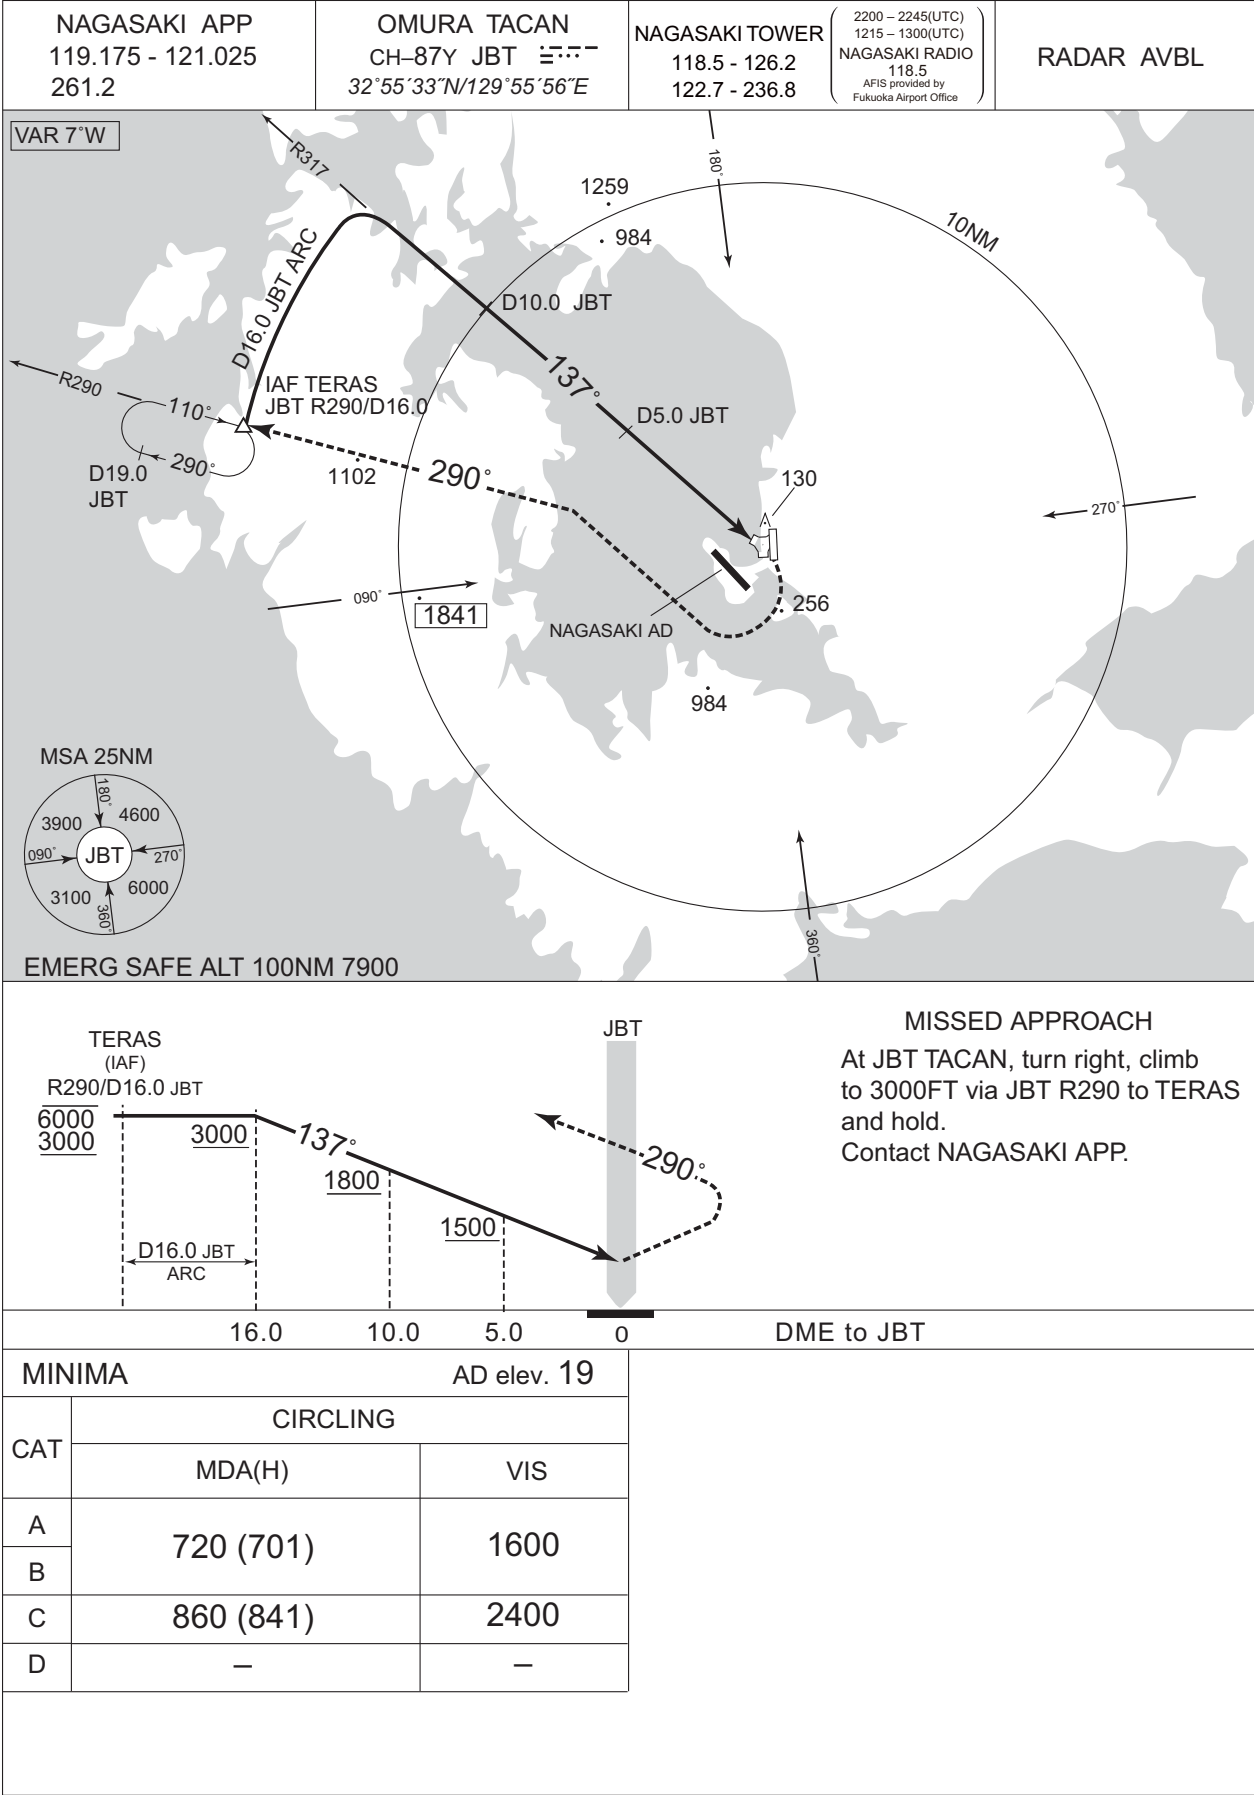 NAGASAKI APP
119.175 - 121.025
261.2
OMURA TACAN
CH–87Y JBT
32˚55´33˝N/129˚55´56˝E
NAGASAKI TOWER
118.5 - 126.2
122.7 - 236.8
2200 – 2245(UTC)
1215 – 1300(UTC)
NAGASAKI RADIO
118.5
AFIS provided by
Fukuoka Airport Office
RADAR AVBL
VAR 7˚W
R317
180˚
1259
984
10NM
D16.0 JBT ARC
D10.0 JBT
137˚
R290
IAF TERAS
JBT R290/D16.0
110˚
D5.0 JBT
290˚
D19.0
JBT
1102
290˚
130
270˚
090˚
1841
256
NAGASAKI AD
984
MSA 25NM
180˚
3900
4600
090˚
JBT
270˚
3100
6000
360˚
360˚
EMERG SAFE ALT 100NM 7900
TERAS
(IAF)
R290/D16.0 JBT
6000
3000
3000
137˚
1800
1500
D16.0 JBT
ARC
JBT
290˚
MISSED APPROACH
At JBT TACAN, turn right, climb
to 3000FT via JBT R290 to TERAS
and hold.
Contact NAGASAKI APP.
16.0 10.0 5.0 0 DME to JBT
MINIMA AD elev. 19
CAT
CIRCLING
MDA(H) VIS
A
B
720 (701) 1600
C 860 (841) 2400
D – –